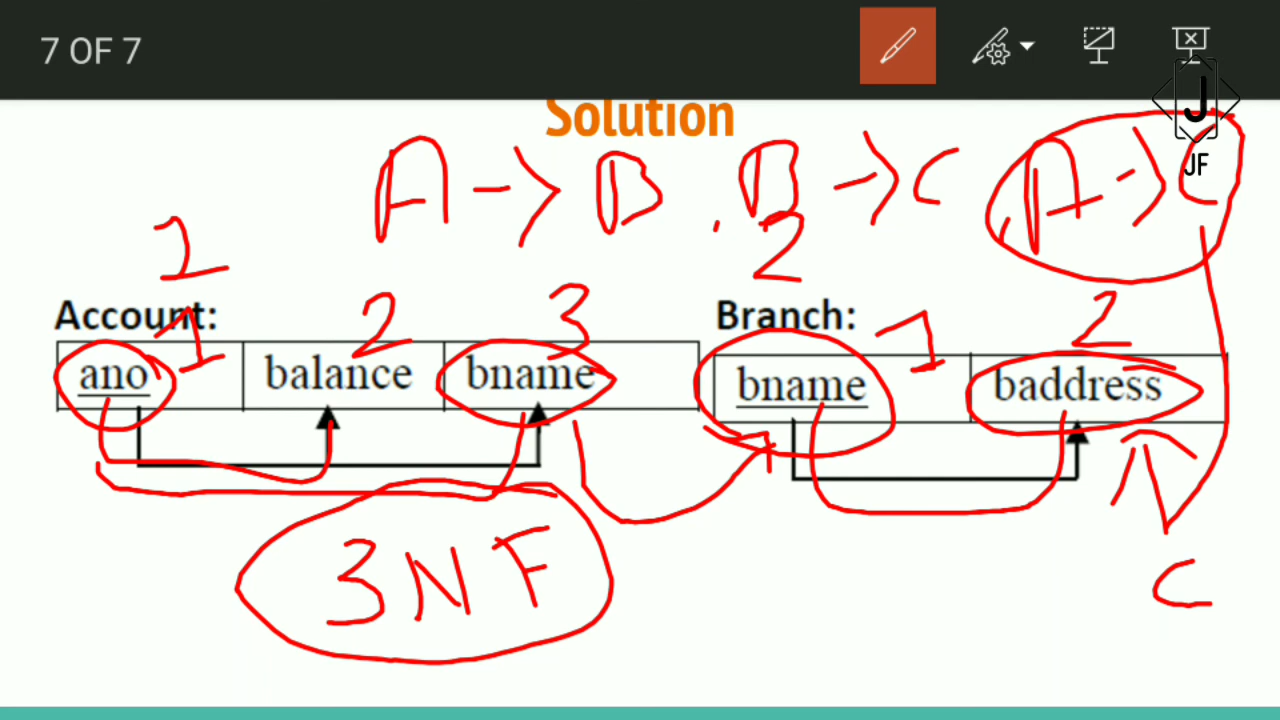 7 OF 7
J
JF
Solution
A -> B . B -> C A -> C
2 2
Account: Branch:
1 2 3 1 2
ano balance bname bname baddress
3NF
C